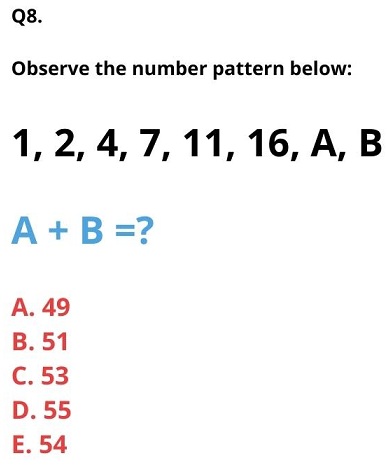 Q8.
Observe the number pattern below:
1, 2, 4, 7, 11, 16, A, B
A + B =?
A. 49
B. 51
C. 53
D. 55
E. 54